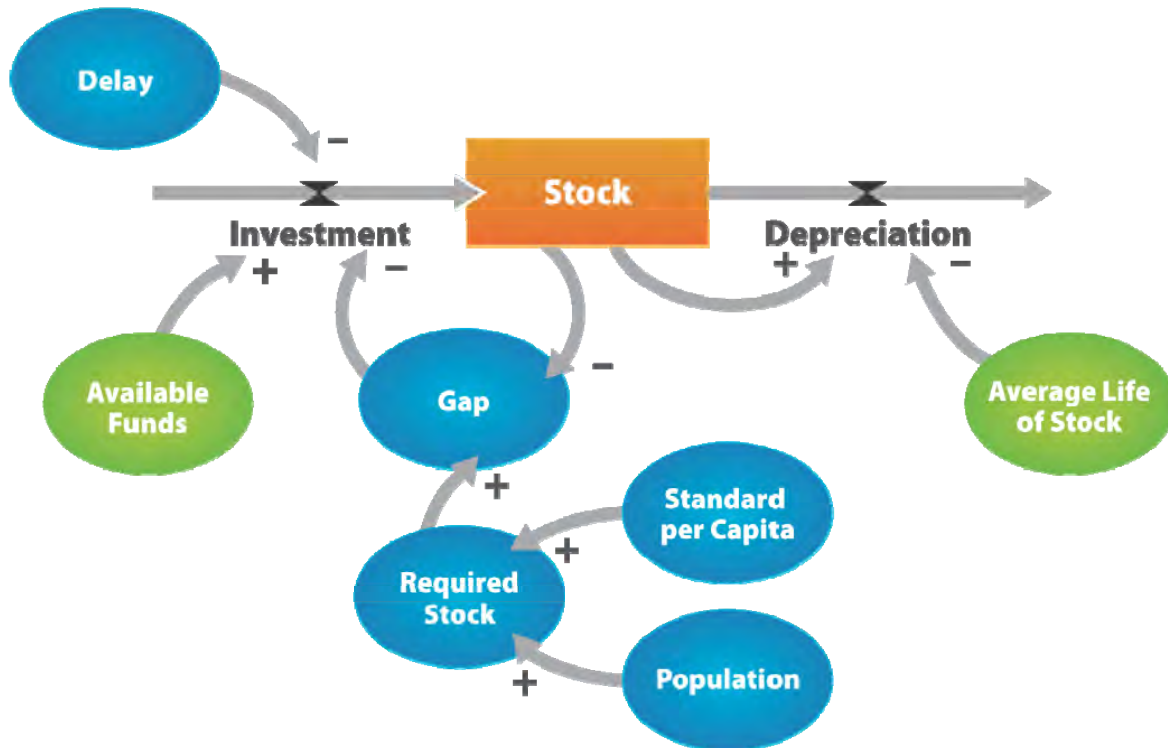 Delay
−
Stock
Investment
+
−
Depreciation
+
−
Available
Funds
Gap
−
Average Life
of Stock
+
Standard
per Capita
+
Required
Stock
+
Population